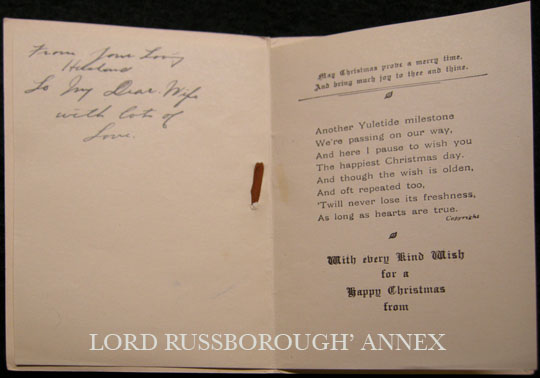 From Your Loving
Husband
To My Dear Wife
with lots of
Love.
May Christmas prove a merry time,
And bring much joy to thee and thine.
Another Yuletide milestone
We're passing on our way,
And here I pause to wish you
The happiest Christmas day.
And though the wish is olden,
And oft repeated too,
'Twill never lose its freshness,
As long as hearts are true.
Copyright
With every Kind Wish
for a
Happy Christmas
from
LORD RUSSBOROUGH' ANNEX